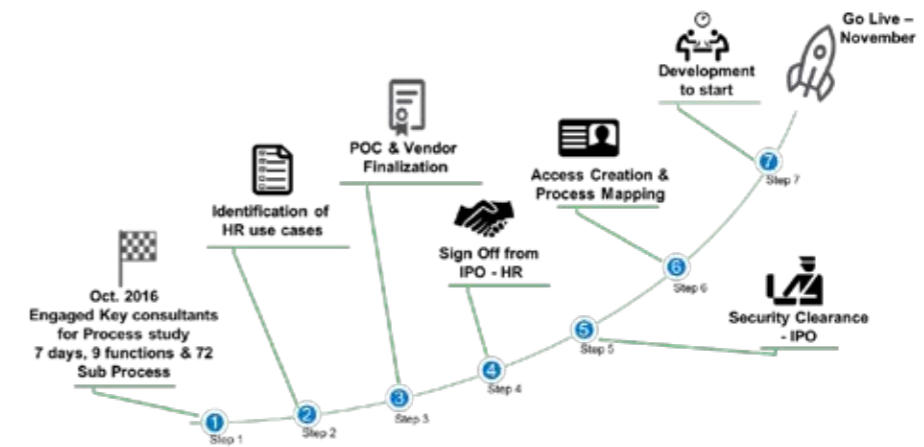 Oct. 2016
Engaged Key consultants
for Process study
7 days, 9 functions & 72
Sub Process
1
Step 1
Identification of
HR use cases
2
Step 2
POC & Vendor
Finalization
3
Step 3
Sign Off from
IPO - HR
4
Step 4
Security Clearance
- IPO
5
Step 5
Access Creation &
Process Mapping
6
Step 6
Development
to start
7
Step 7
Go Live –
November